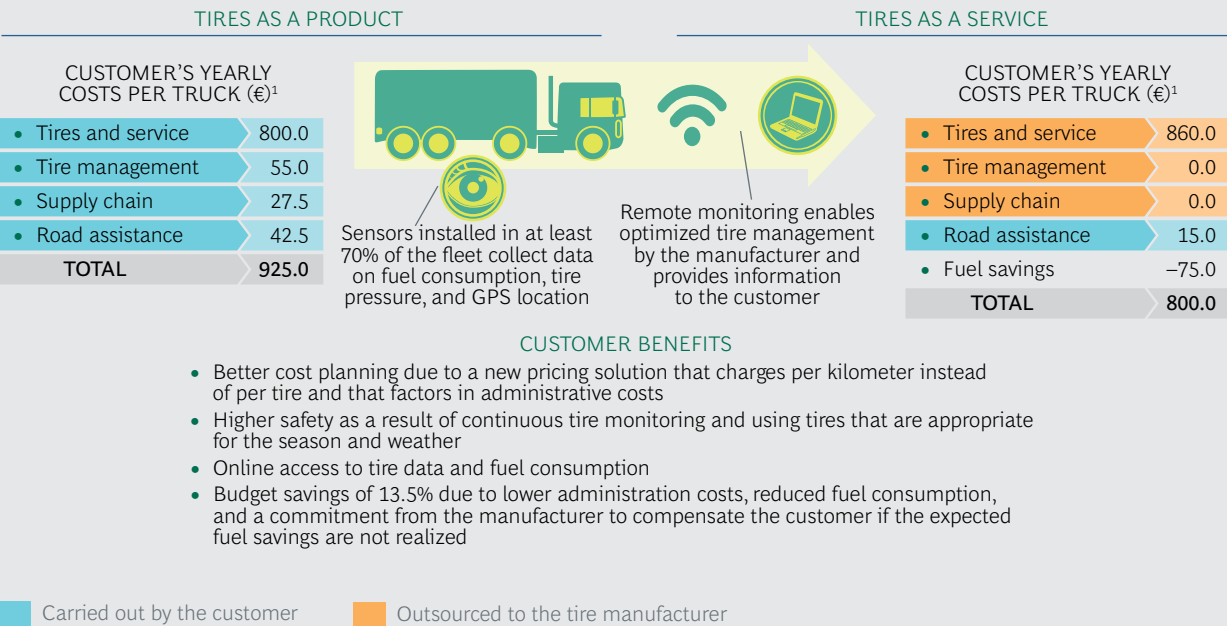 TIRES AS A PRODUCT
CUSTOMER'S YEARLY
COSTS PER TRUCK (€)¹
• Tires and service 800.0
• Tire management 55.0
• Supply chain 27.5
• Road assistance 42.5
TOTAL 925.0
Sensors installed in at least
70% of the fleet collect data
on fuel consumption, tire
pressure, and GPS location
Remote monitoring enables
optimized tire management
by the manufacturer and
provides information
to the customer
TIRES AS A SERVICE
CUSTOMER'S YEARLY
COSTS PER TRUCK (€)¹
• Tires and service 860.0
• Tire management 0.0
• Supply chain 0.0
• Road assistance 15.0
• Fuel savings –75.0
TOTAL 800.0
CUSTOMER BENEFITS
• Better cost planning due to a new pricing solution that charges per kilometer instead
of per tire and that factors in administrative costs
• Higher safety as a result of continuous tire monitoring and using tires that are appropriate
for the season and weather
• Online access to tire data and fuel consumption
• Budget savings of 13.5% due to lower administration costs, reduced fuel consumption,
and a commitment from the manufacturer to compensate the customer if the expected
fuel savings are not realized
Carried out by the customer
Outsourced to the tire manufacturer